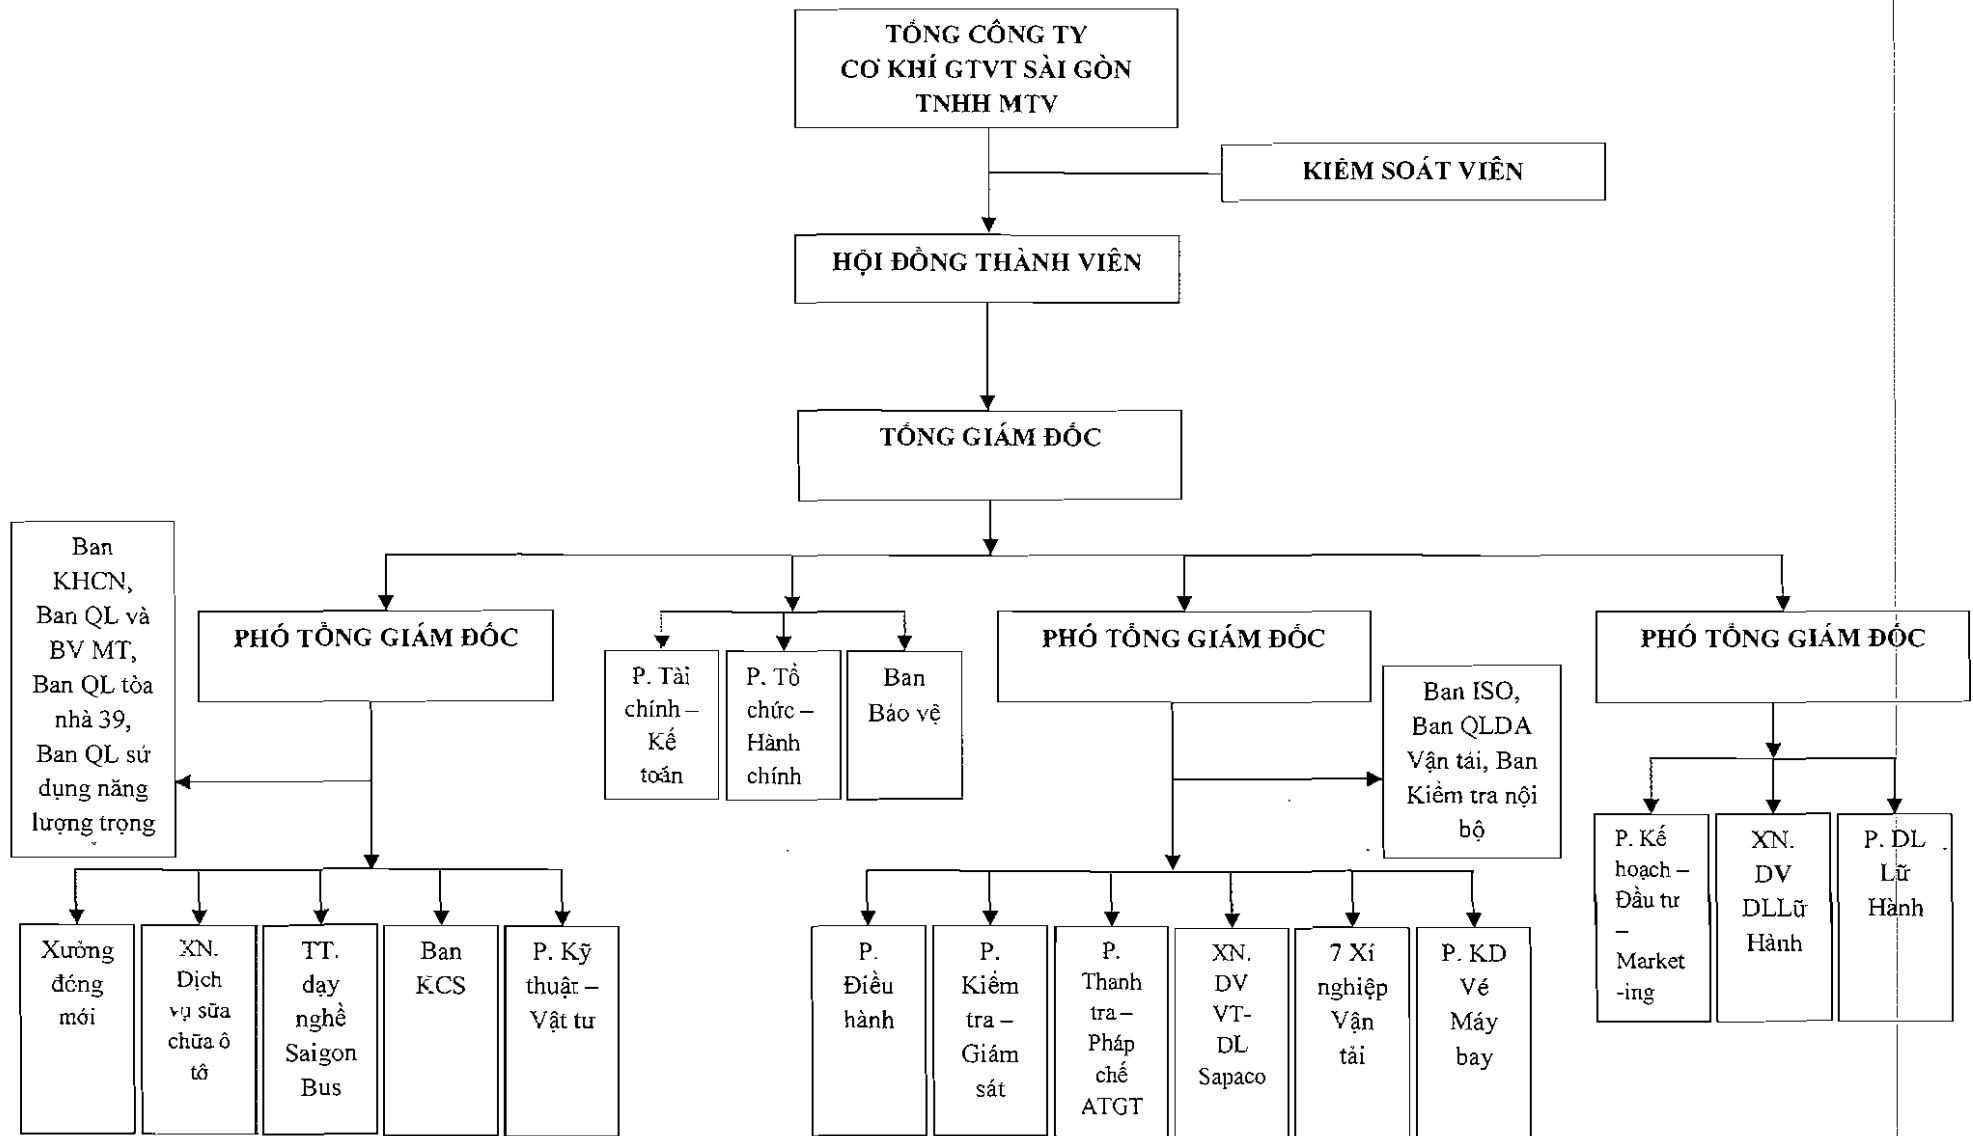 TỔNG CÔNG TY
CƠ KHÍ GTVT SÀI GÒN
TNHH MTV
KIỂM SOÁT VIÊN
HỘI ĐỒNG THÀNH VIÊN
TỔNG GIÁM ĐỐC
Ban
KHCN,
Ban QL và
BV MT,
Ban QL tòa
nhà 39,
Ban QL sử
dụng năng
lượng trọng
PHÓ TỔNG GIÁM ĐỐC
P. Tài
chính –
Kế
toán
P. Tổ
chức –
Hành
chính
Ban
Bảo vệ
PHÓ TỔNG GIÁM ĐỐC
Ban ISO,
Ban QLDA
Vận tải, Ban
Kiểm tra nội
bộ
PHÓ TỔNG GIÁM ĐỐC
P. Kế
hoạch –
Đầu tư
–
Market
-ing
XN.
DV
DLLữ
Hành
P. DL
Lữ
Hành
Xưởng
đóng
mới
XN.
Dịch
vụ sữa
chữa ô
tô
TT.
dạy
nghề
Saigon
Bus
Ban
KCS
P. Kỹ
thuật –
Vật tư
P.
Điều
hành
P.
Kiểm
tra –
Giám
sát
P.
Thanh
tra –
Pháp
chế
ATGT
XN.
DV
VT-
DL
Sapaco
7 Xí
nghiệp
Vận
tải
P. KD
Vé
Máy
bay